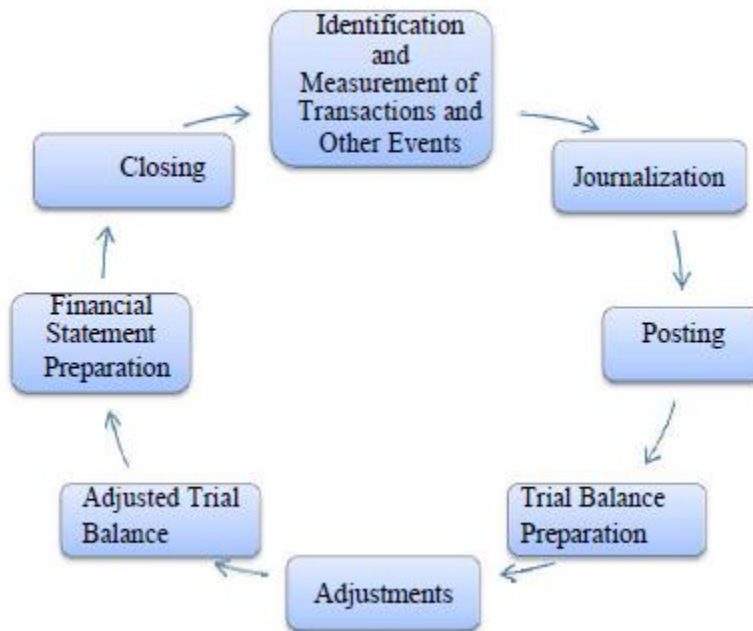 Identification
and
Measurement of
Transactions and
Other Events
Journalization
Posting
Trial Balance
Preparation
Adjustments
Adjusted Trial
Balance
Financial
Statement
Preparation
Closing